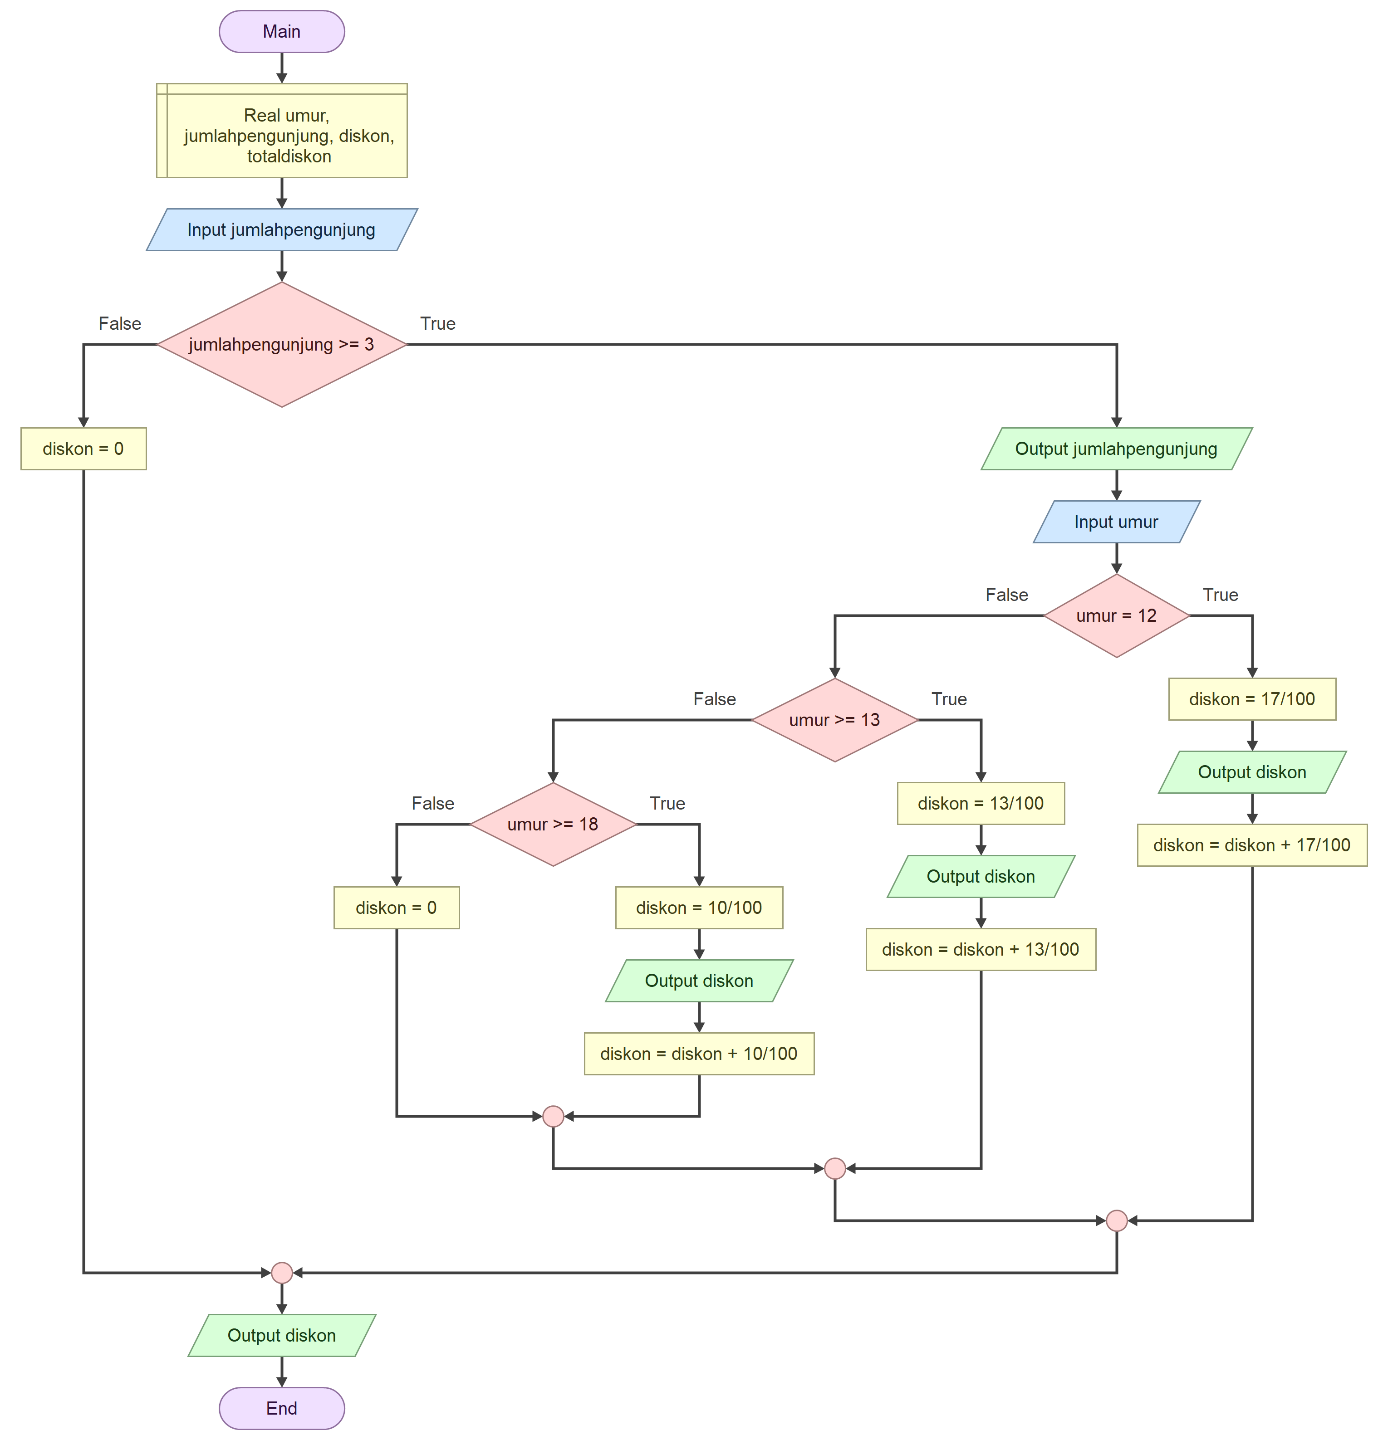 Main
Real umur,
jumlahpengunjung, diskon,
totaldiskon
Input jumlahpengunjung
False
True
jumlahpengunjung >= 3
diskon = 0
Output jumlahpengunjung
Input umur
False
True
umur = 12
False
True
umur >= 13
diskon = 17/100
Output diskon
diskon = diskon + 17/100
False
True
umur >= 18
diskon = 13/100
Output diskon
diskon = diskon + 13/100
diskon = 0
diskon = 10/100
Output diskon
diskon = diskon + 10/100
Output diskon
End